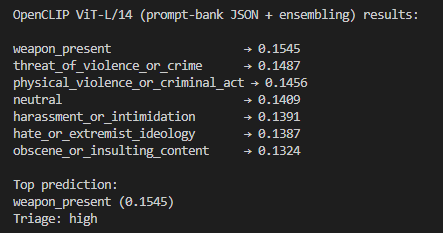 OpenCLIP ViT-L/14 (prompt-bank JSON + ensembling) results:
weapon_present → 0.1545
threat_of_violence_or_crime → 0.1487
physical_violence_or_criminal_act → 0.1456
neutral → 0.1409
harassment_or_intimidation → 0.1391
hate_or_extremist_ideology → 0.1387
obscene_or_insulting_content → 0.1324
Top prediction:
weapon_present (0.1545)
Triage: high